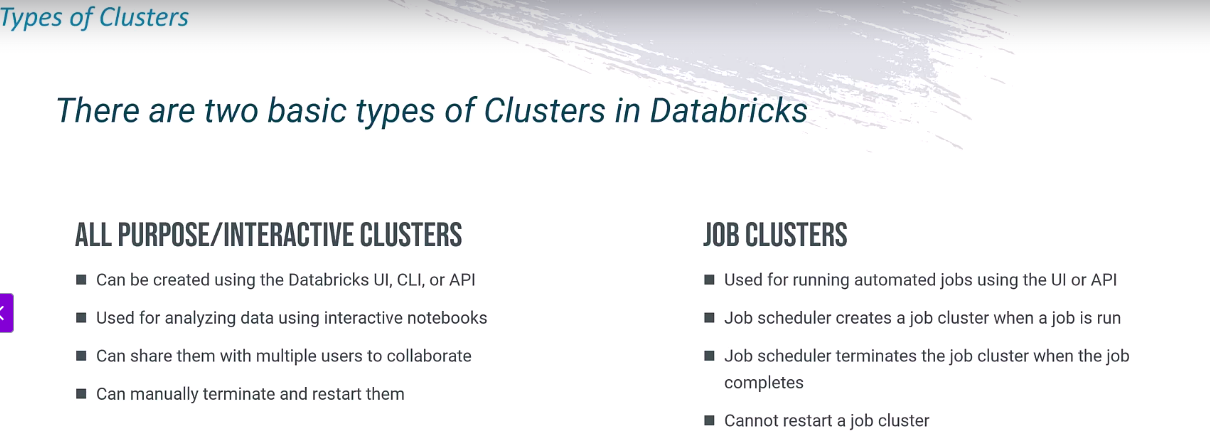 Types of Clusters
There are two basic types of Clusters in Databricks
ALL PURPOSE/INTERACTIVE CLUSTERS
Can be created using the Databricks UI, CLI, or API
Used for analyzing data using interactive notebooks
Can share them with multiple users to collaborate
Can manually terminate and restart them
JOB CLUSTERS
Used for running automated jobs using the UI or API
Job scheduler creates a job cluster when a job is run
Job scheduler terminates the job cluster when the job
completes
Cannot restart a job cluster